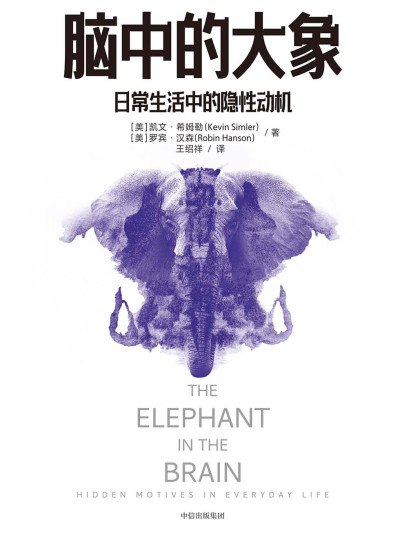 脑中的大象
日常生活中的隐性动机
[美]凯文·希姆勒(Kevin Simler)
[美]罗宾·汉森(Robin Hanson) / 著
王绍祥 / 译
THE
ELEPHANT
IN THE
BRAIN
HIDDEN MOTIVES IN EVERYDAY LIFE
中信出版集团